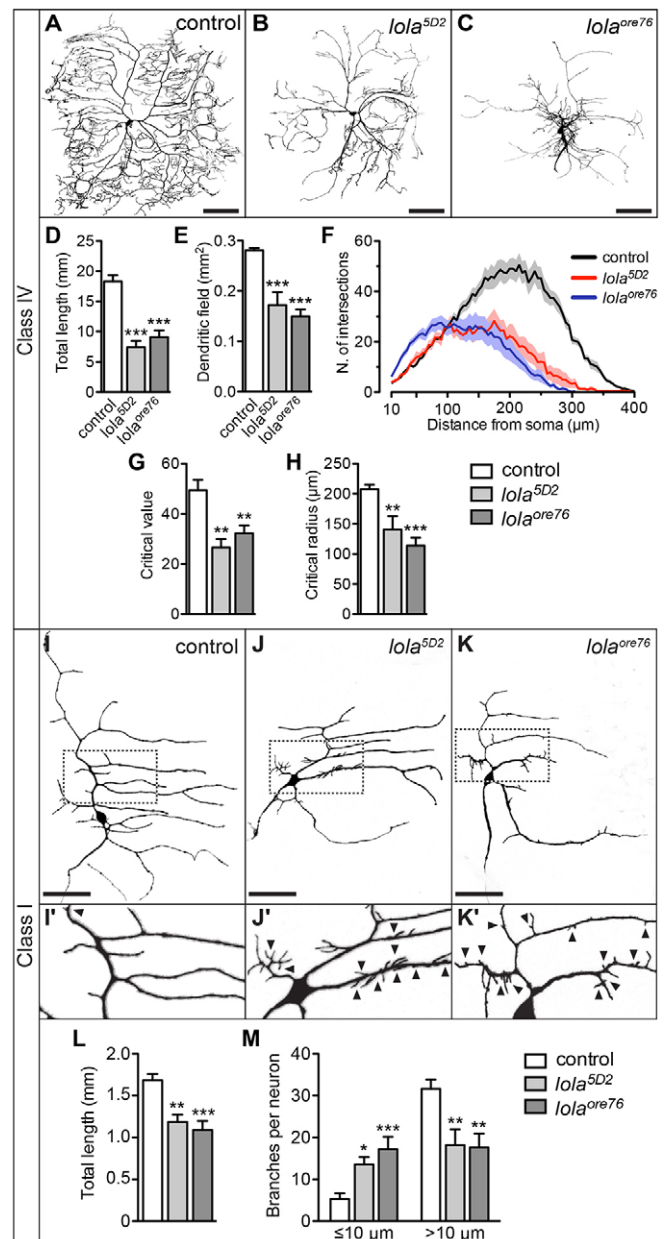 A control
B lola5D2
C lolaore76
Class IV
D
Total length (mm)
25
20
15
10
5
0
***
***
control
lola5D2
lolaore76
E
Dendritic field (mm2)
0.3
0.2
0.1
0.0
***
***
control
lola5D2
lolaore76
F
N. of intersections
60
40
20
0
10 100 200 300 400
Distance from soma (µm)
control
lola5D2
lolaore76
G
Critical value
60
40
20
0
**
**
H
Critical radius (µm)
250
200
150
100
50
0
**
***
control
lola5D2
lolaore76
Class I
I control
J lola5D2
K lolaore76
I'
J'
K'
L
Total length (mm)
2.0
1.5
1.0
0.5
0
**
***
M
Branches per neuron
40
30
20
10
0
*
***
**
**
≤10 µm
>10 µm
control
lola5D2
lolaore76